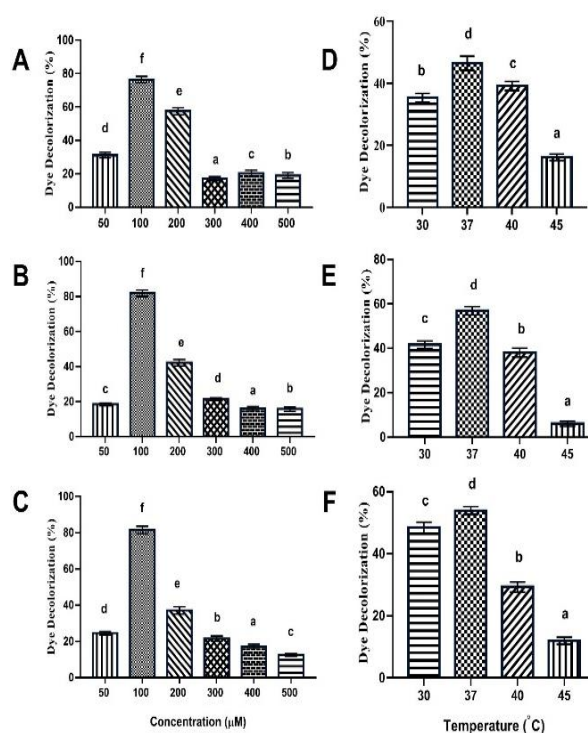 A
Dye Decolorization (%)
100
80
60
40
20
0
d
f
e
a
c
b
50 100 200 300 400 500
D
Dye Decolorization (%)
60
40
20
0
b
d
c
a
30 37 40 45
B
Dye Decolorization (%)
100
80
60
40
20
0
c
f
e
d
a
b
50 100 200 300 400 500
E
Dye Decolorization (%)
80
60
40
20
0
c
d
b
a
30 37 40 45
C
Dye Decolorization (%)
100
80
60
40
20
0
d
f
e
b
a
c
50 100 200 300 400 500
Concentration (μM)
F
Dye Decolorization (%)
60
40
20
0
c
d
b
a
30 37 40 45
Temperature (°C)